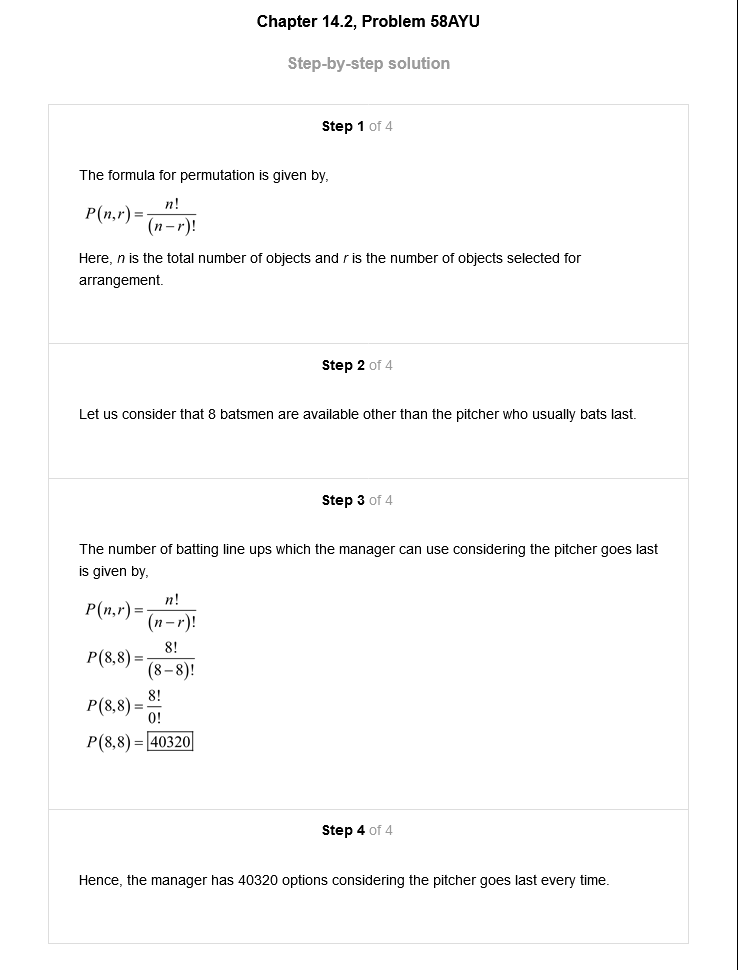 Chapter 14.2, Problem 58AYU
Step-by-step solution
Step 1 of 4
The formula for permutation is given by,
P(n,r) = n!/(n−r)!
Here, n is the total number of objects and r is the number of objects selected for
arrangement.
Step 2 of 4
Let us consider that 8 batsmen are available other than the pitcher who usually bats last.
Step 3 of 4
The number of batting line ups which the manager can use considering the pitcher goes last
is given by,
P(n,r) = n!/(n−r)!
P(8,8) = 8!/(8−8)!
P(8,8) = 8!/0!
P(8,8) = 40320
Step 4 of 4
Hence, the manager has 40320 options considering the pitcher goes last every time.